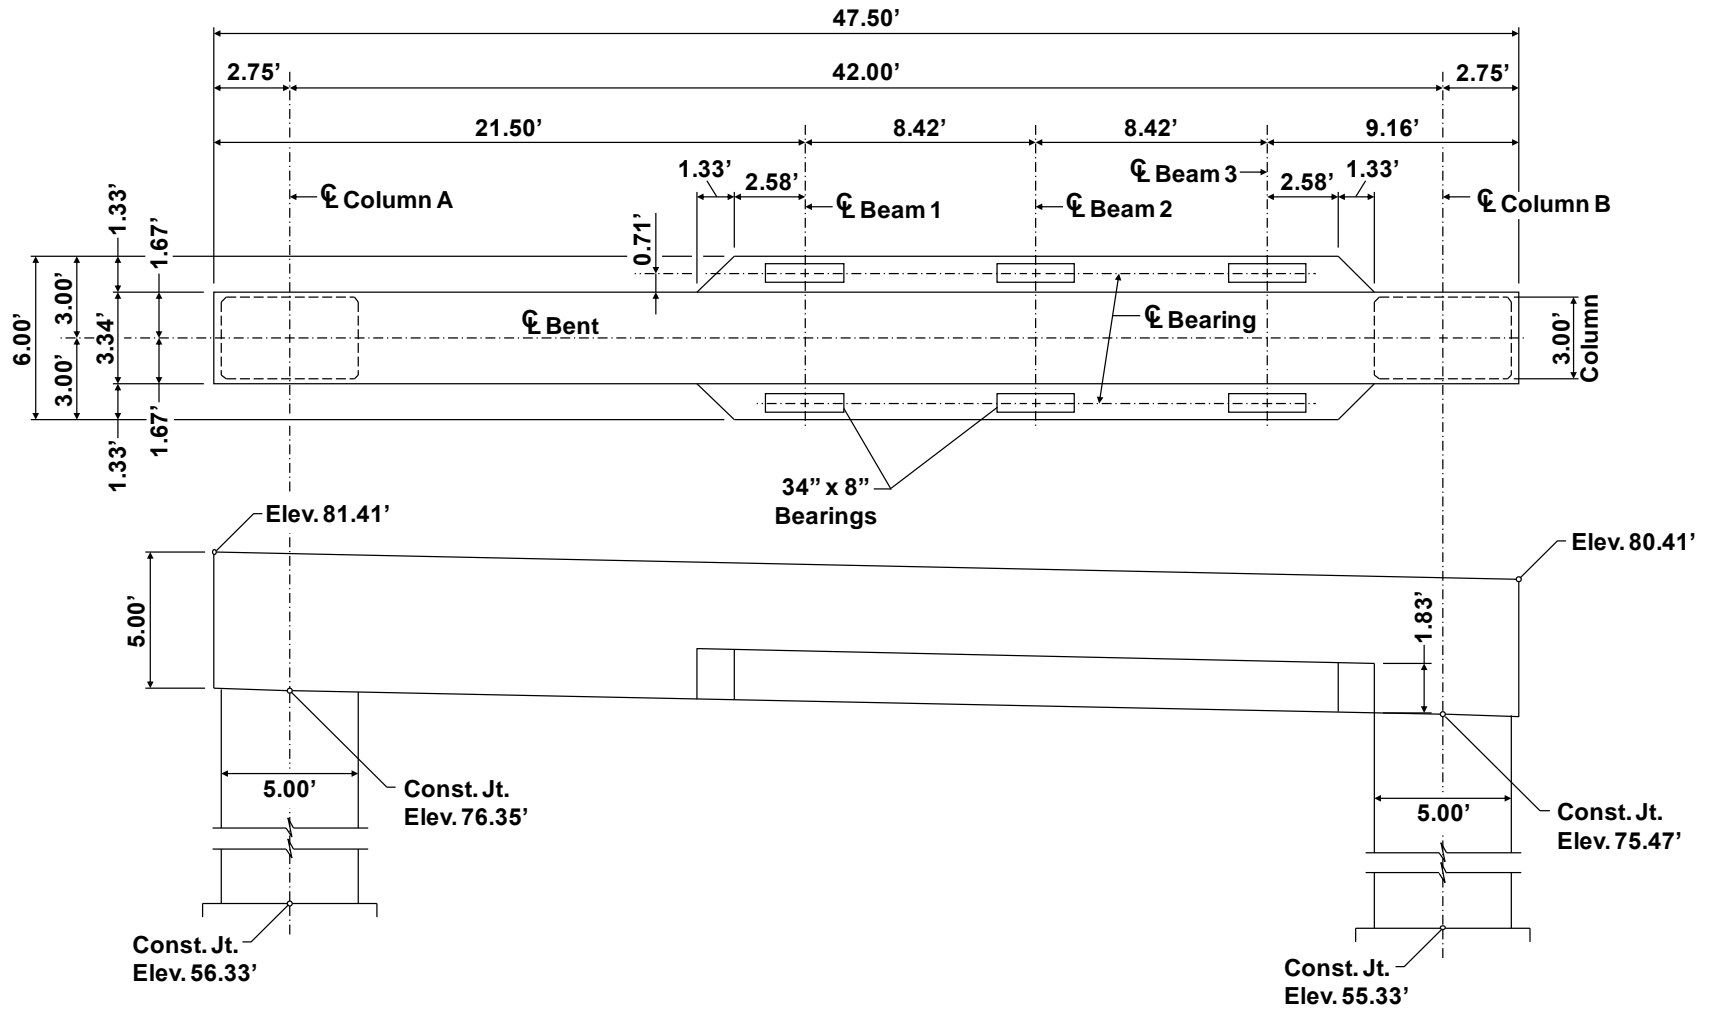 47.50’
2.75’
42.00’
2.75’
21.50’
8.42’
8.42’
9.16’
1.33’
2.58’
℄ Beam 3
2.58’
1.33’
℄ Column A
℄ Beam 1
℄ Beam 2
℄ Column B
1.33’
1.67’
0.71’
6.00’
3.00’
3.34’
3.00’
1.67’
1.33’
℄ Bent
℄ Bearing
3.00’
Column
34” x 8”
Bearings
Elev. 81.41’
Elev. 80.41’
5.00’
1.83’
5.00’
Const. Jt.
Elev. 76.35’
5.00’
Const. Jt.
Elev. 75.47’
Const. Jt.
Elev. 56.33’
Const. Jt.
Elev. 55.33’